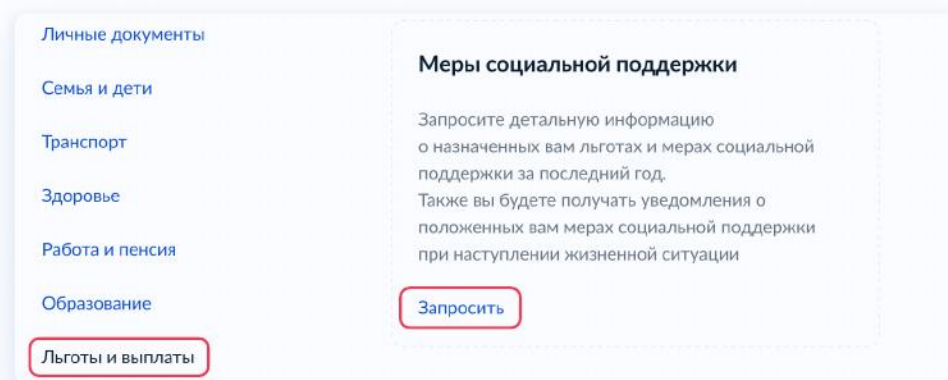 Личные документы
Семья и дети
Транспорт
Здоровье
Работа и пенсия
Образование
Льготы и выплаты
Меры социальной поддержки
Запросите детальную информацию
о назначенных вам льготах и мерах социальной
поддержки за последний год.
Также вы будете получать уведомления о
положенных вам мерах социальной поддержки
при наступлении жизненной ситуации
Запросить